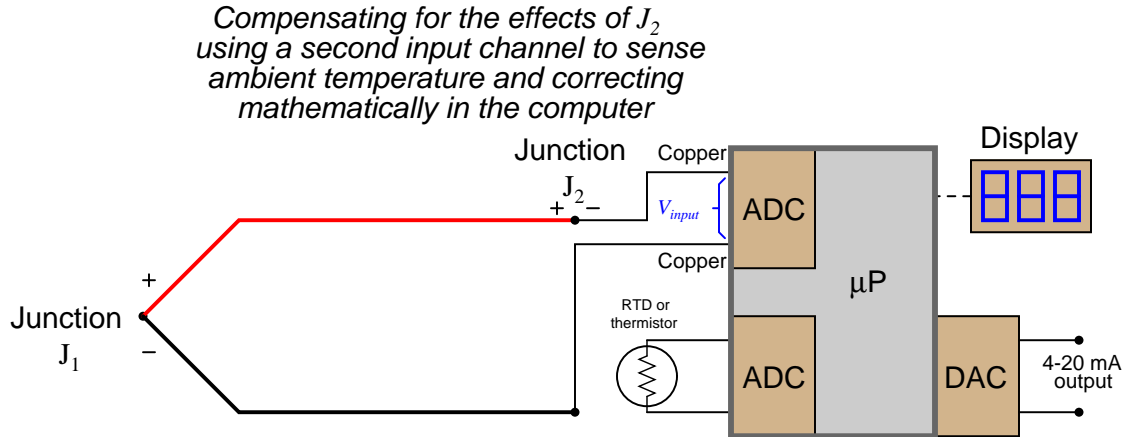 Compensating for the effects of J2
using a second input channel to sense
ambient temperature and correcting
mathematically in the computer
Junction
J2
+ −
Copper
Vinput
Copper
ADC
μP
Display
888
+
Junction
J1
−
RTD or
thermistor
ADC
DAC
4-20 mA
output